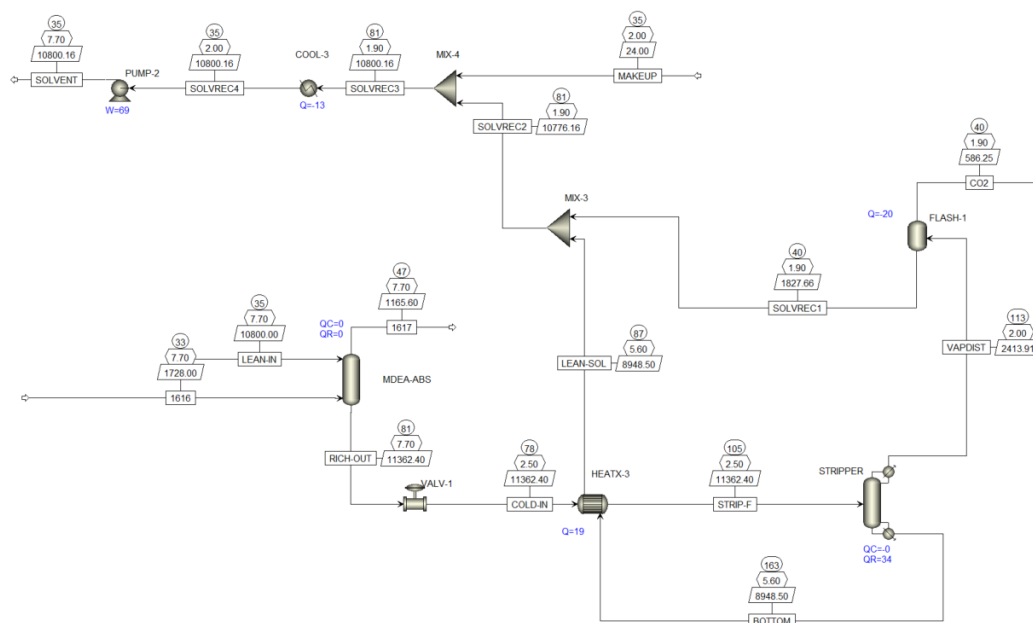 35
7.70
10800.16
SOLVENT
PUMP-2
W=69
35
2.00
10800.16
SOLVREC4
COOL-3
Q=-13
81
1.90
10800.16
SOLVREC3
MIX-4
35
2.00
24.00
MAKEUP
81
1.90
10776.16
SOLVREC2
40
1.90
586.25
CO2
MIX-3
Q=-20
FLASH-1
40
1.90
1827.66
SOLVREC1
47
7.70
1165.60
1617
35
7.70
10800.00
LEAN-IN
QC=0
QR=0
33
7.70
1728.00
1616
MDEA-ABS
87
5.60
8948.50
LEAN-SOL
113
2.00
2413.91
VAPDIST
81
7.70
11362.40
RICH-OUT
VALV-1
78
2.50
11362.40
COLD-IN
HEATX-3
Q=19
105
2.50
11362.40
STRIP-F
STRIPPER
QC=-0
QR=34
163
5.60
8948.50
BOTTOM